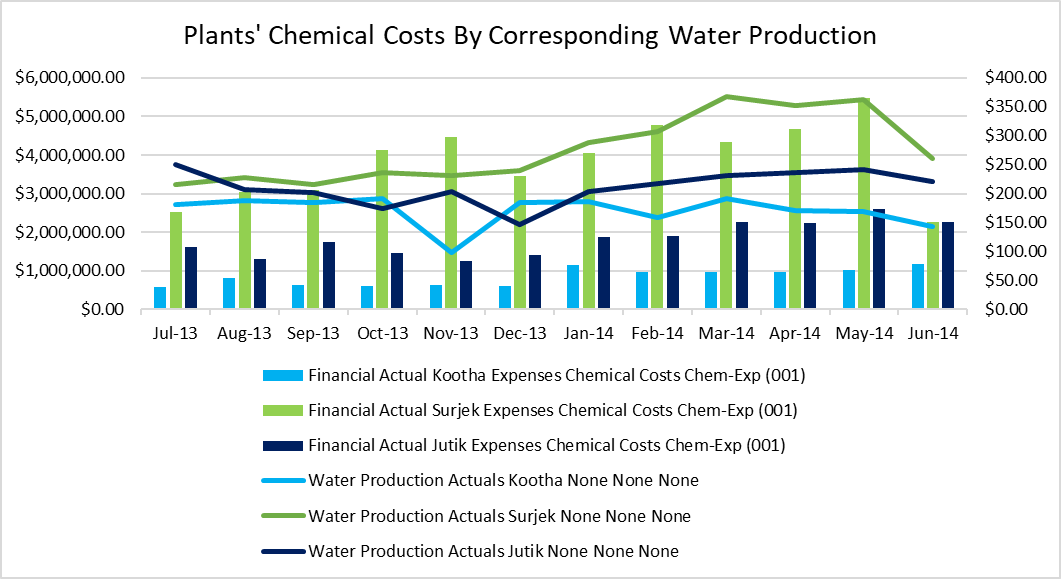 Plants' Chemical Costs By Corresponding Water Production
$6,000,000.00
$5,000,000.00
$4,000,000.00
$3,000,000.00
$2,000,000.00
$1,000,000.00
$0.00
$400.00
$350.00
$300.00
$250.00
$200.00
$150.00
$100.00
$50.00
$0.00
Jul-13 Aug-13 Sep-13 Oct-13 Nov-13 Dec-13 Jan-14 Feb-14 Mar-14 Apr-14 May-14 Jun-14
Financial Actual Kootha Expenses Chemical Costs Chem-Exp (001)
Financial Actual Surjek Expenses Chemical Costs Chem-Exp (001)
Financial Actual Jutik Expenses Chemical Costs Chem-Exp (001)
Water Production Actuals Kootha None None None
Water Production Actuals Surjek None None None
Water Production Actuals Jutik None None None